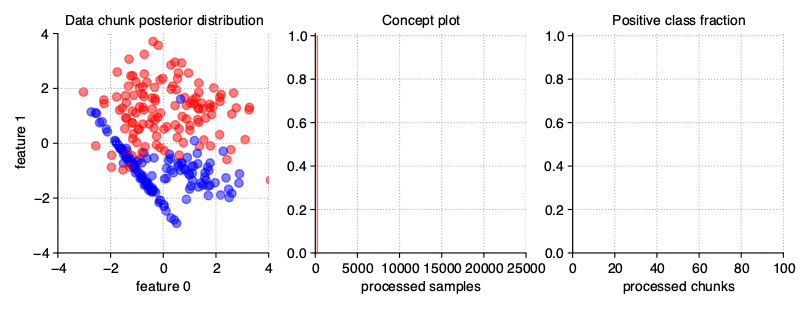 Data chunk posterior distribution
4
2
0
−2
−4
feature 1
−4 −2 0 2 4
feature 0
Concept plot
1.0
0.8
0.6
0.4
0.2
0.0
0 5000 10000 15000 20000 25000
processed samples
Positive class fraction
1.0
0.8
0.6
0.4
0.2
0.0
0 20 40 60 80 100
processed chunks